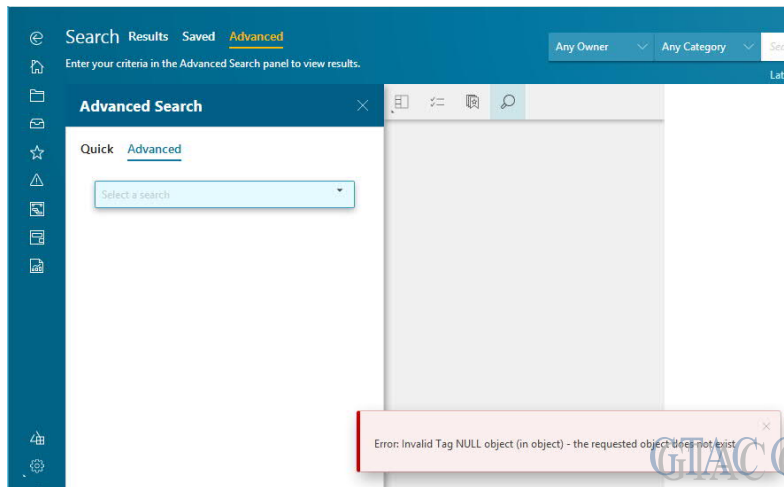 Search Results Saved Advanced
Enter your criteria in the Advanced Search panel to view results.
Any Owner Any Category Sea
Lat
Advanced Search
Quick Advanced
Select a search
Error: Invalid Tag NULL object (in object) - the requested object does not exist
GTAC